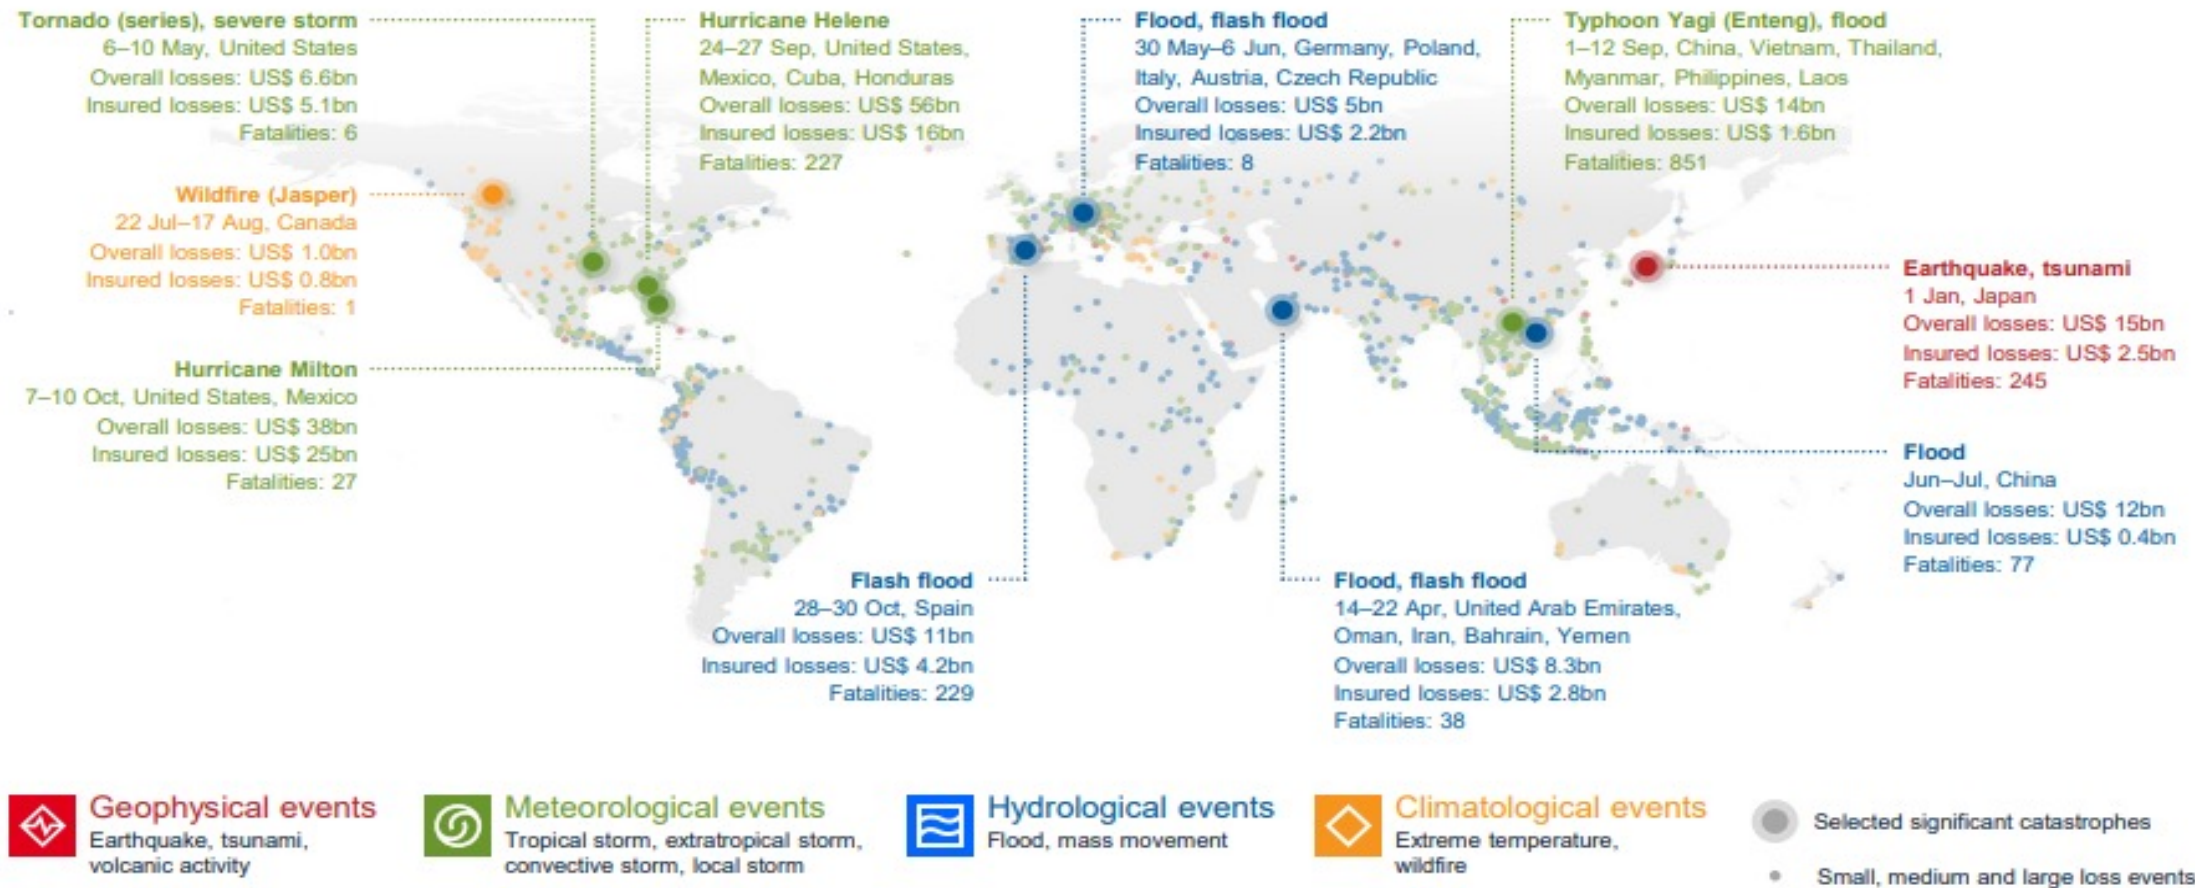 Tornado (series), severe storm
6–10 May, United States
Overall losses: US$ 6.6bn
Insured losses: US$ 5.1bn
Fatalities: 6
Hurricane Helene
24–27 Sep, United States,
Mexico, Cuba, Honduras
Overall losses: US$ 56bn
Insured losses: US$ 16bn
Fatalities: 227
Flood, flash flood
30 May–6 Jun, Germany, Poland,
Italy, Austria, Czech Republic
Overall losses: US$ 5bn
Insured losses: US$ 2.2bn
Fatalities: 8
Typhoon Yagi (Enteng), flood
1–12 Sep, China, Vietnam, Thailand,
Myanmar, Philippines, Laos
Overall losses: US$ 14bn
Insured losses: US$ 1.6bn
Fatalities: 851
Wildfire (Jasper)
22 Jul–17 Aug, Canada
Overall losses: US$ 1.0bn
Insured losses: US$ 0.8bn
Fatalities: 1
Earthquake, tsunami
1 Jan, Japan
Overall losses: US$ 15bn
Insured losses: US$ 2.5bn
Fatalities: 245
Hurricane Milton
7–10 Oct, United States, Mexico
Overall losses: US$ 38bn
Insured losses: US$ 25bn
Fatalities: 27
Flood
Jun–Jul, China
Overall losses: US$ 12bn
Insured losses: US$ 0.4bn
Fatalities: 77
Flash flood
28–30 Oct, Spain
Overall losses: US$ 11bn
Insured losses: US$ 4.2bn
Fatalities: 229
Flood, flash flood
14–22 Apr, United Arab Emirates,
Oman, Iran, Bahrain, Yemen
Overall losses: US$ 8.3bn
Insured losses: US$ 2.8bn
Fatalities: 38
Geophysical events
Earthquake, tsunami,
volcanic activity
Meteorological events
Tropical storm, extratropical storm,
convective storm, local storm
Hydrological events
Flood, mass movement
Climatological events
Extreme temperature,
wildfire
Selected significant catastrophes
Small, medium and large loss events